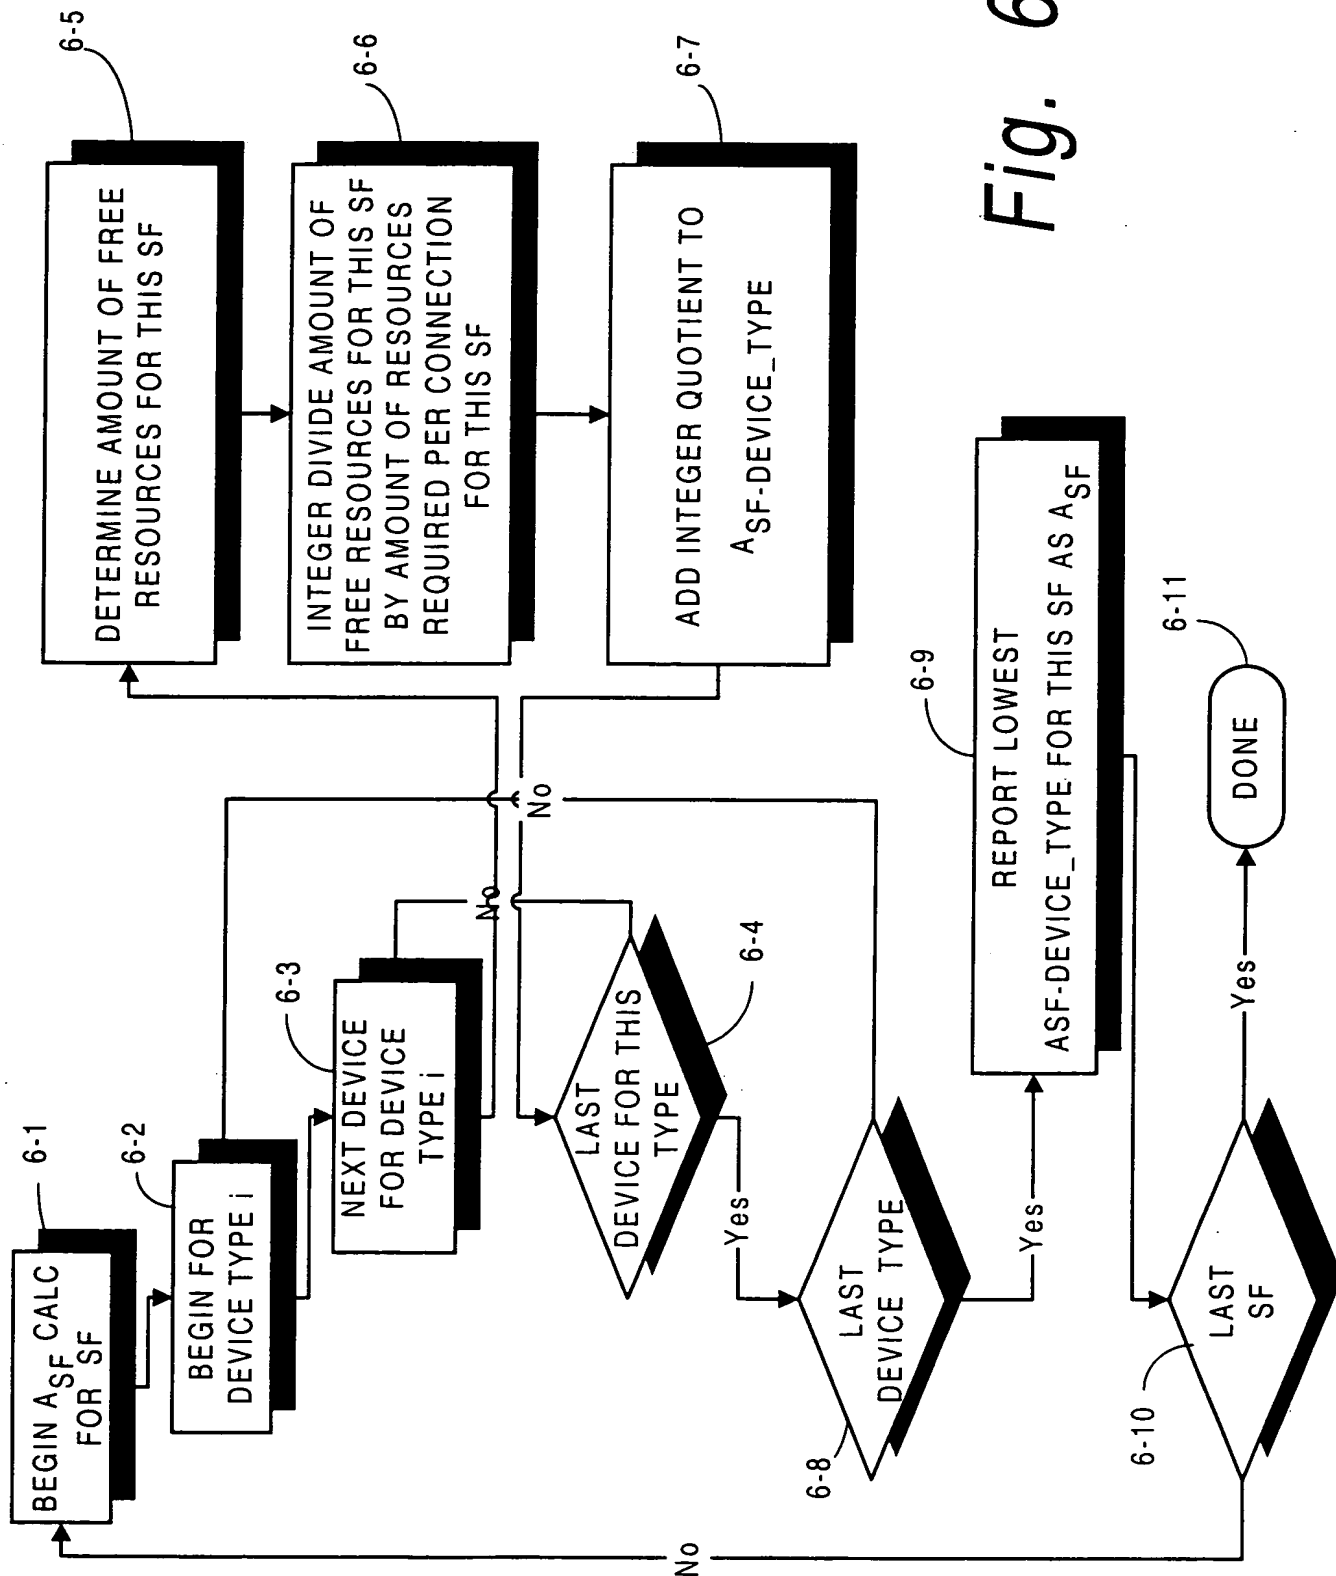 6-1
BEGIN ASF CALC
FOR SF
6-2
BEGIN FOR
DEVICE TYPE i
6-3
NEXT DEVICE
FOR DEVICE
TYPE i
No
No
6-4
LAST
DEVICE FOR THIS
TYPE
Yes
6-5
DETERMINE AMOUNT OF FREE
RESOURCES FOR THIS SF
6-6
INTEGER DIVIDE AMOUNT OF
FREE RESOURCES FOR THIS SF
BY AMOUNT OF RESOURCES
REQUIRED PER CONNECTION
FOR THIS SF
6-7
ADD INTEGER QUOTIENT TO
ASF-DEVICE_TYPE
6-8
LAST
DEVICE TYPE
Yes
6-9
REPORT LOWEST
ASF-DEVICE_TYPE FOR THIS SF AS ASF
6-10
LAST
SF
No
Yes
6-11
DONE
Fig. 6